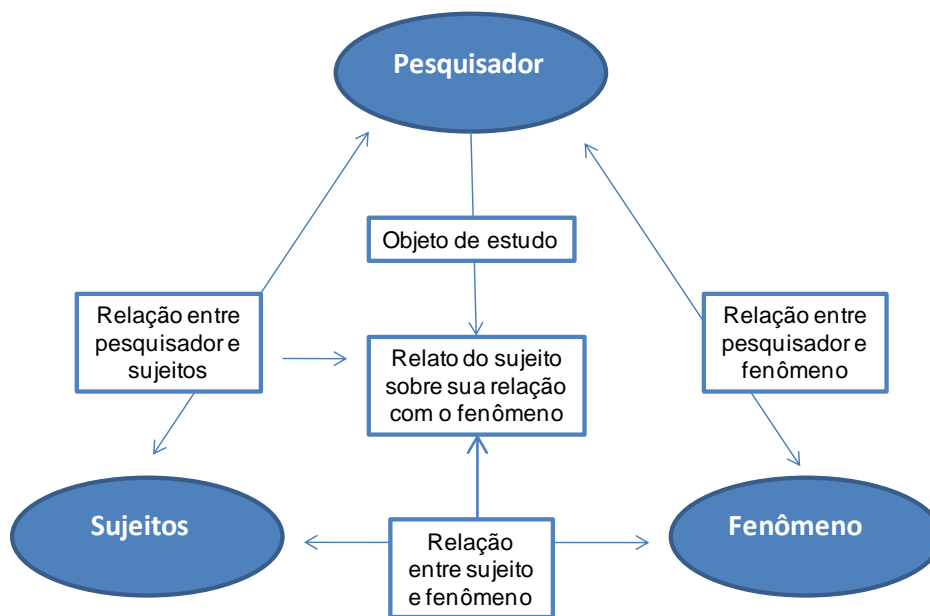 Pesquisador
Objeto de estudo
Relação entre
pesquisador e
sujeitos
Relato do sujeito
sobre sua relação
com o fenômeno
Relação entre
pesquisador e
fenômeno
Sujeitos
Relação
entre sujeito
e fenômeno
Fenômeno